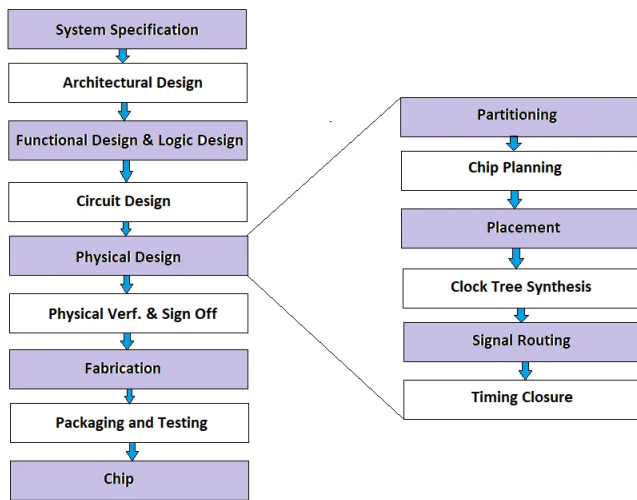 System Specification
Architectural Design
Functional Design & Logic Design
Circuit Design
Physical Design
Physical Verf. & Sign Off
Fabrication
Packaging and Testing
Chip
Partitioning
Chip Planning
Placement
Clock Tree Synthesis
Signal Routing
Timing Closure